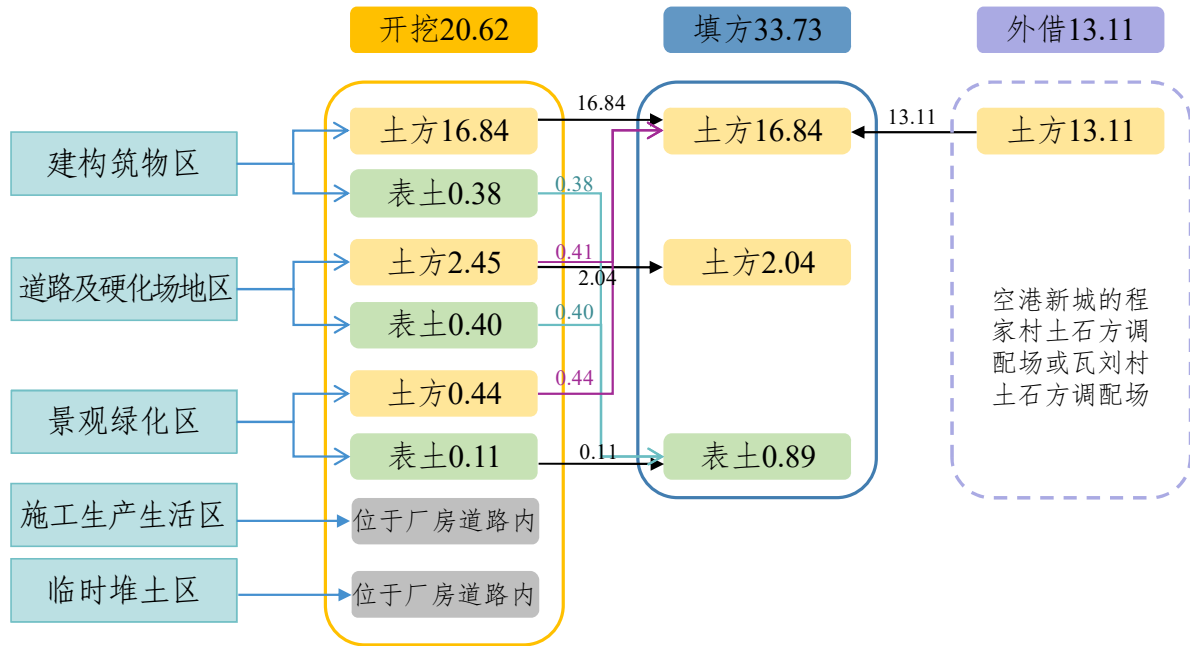 开挖20.62
填方33.73
外借13.11
建构筑物区
土方16.84
16.84
土方16.84
13.11
土方13.11
表土0.38
0.38
道路及硬化场地区
土方2.45
0.41
2.04
土方2.04
表土0.40
0.40
空港新城的程
家村土石方调
配场或瓦刘村
土石方调配场
景观绿化区
土方0.44
0.44
表土0.11
0.11
表土0.89
施工生产生活区
位于厂房道路内
临时堆土区
位于厂房道路内